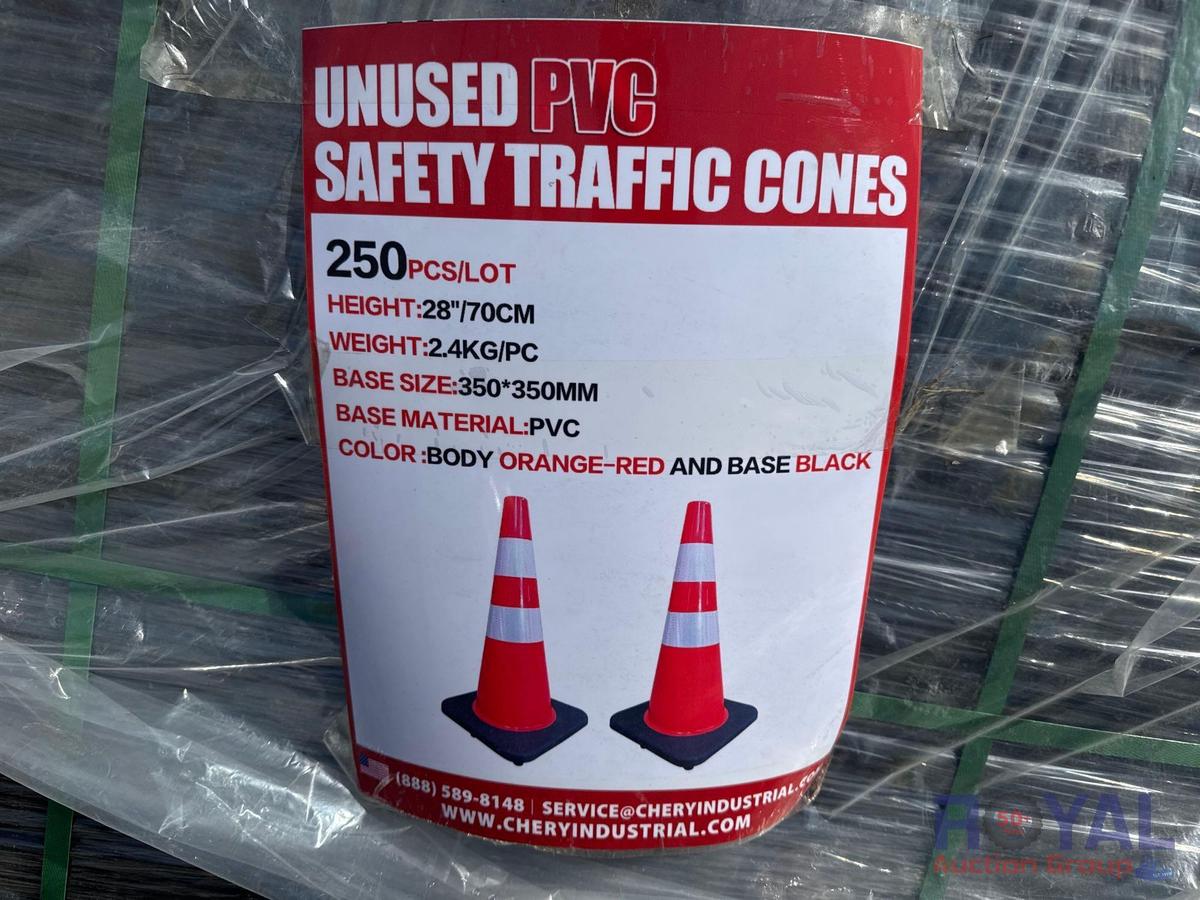 UNUSED PVC
SAFETY TRAFFIC CONES
250PCS/LOT
HEIGHT:28"/70CM
WEIGHT:2.4KG/PC
BASE SIZE:350*350MM
BASE MATERIAL:PVC
COLOR :BODY ORANGE-RED AND BASE BLACK
(888) 589-8148 | SERVICE@CHERYINDUSTRIAL.COM
WWW.CHERYINDUSTRIAL.COM
ROYAL
Auction Group